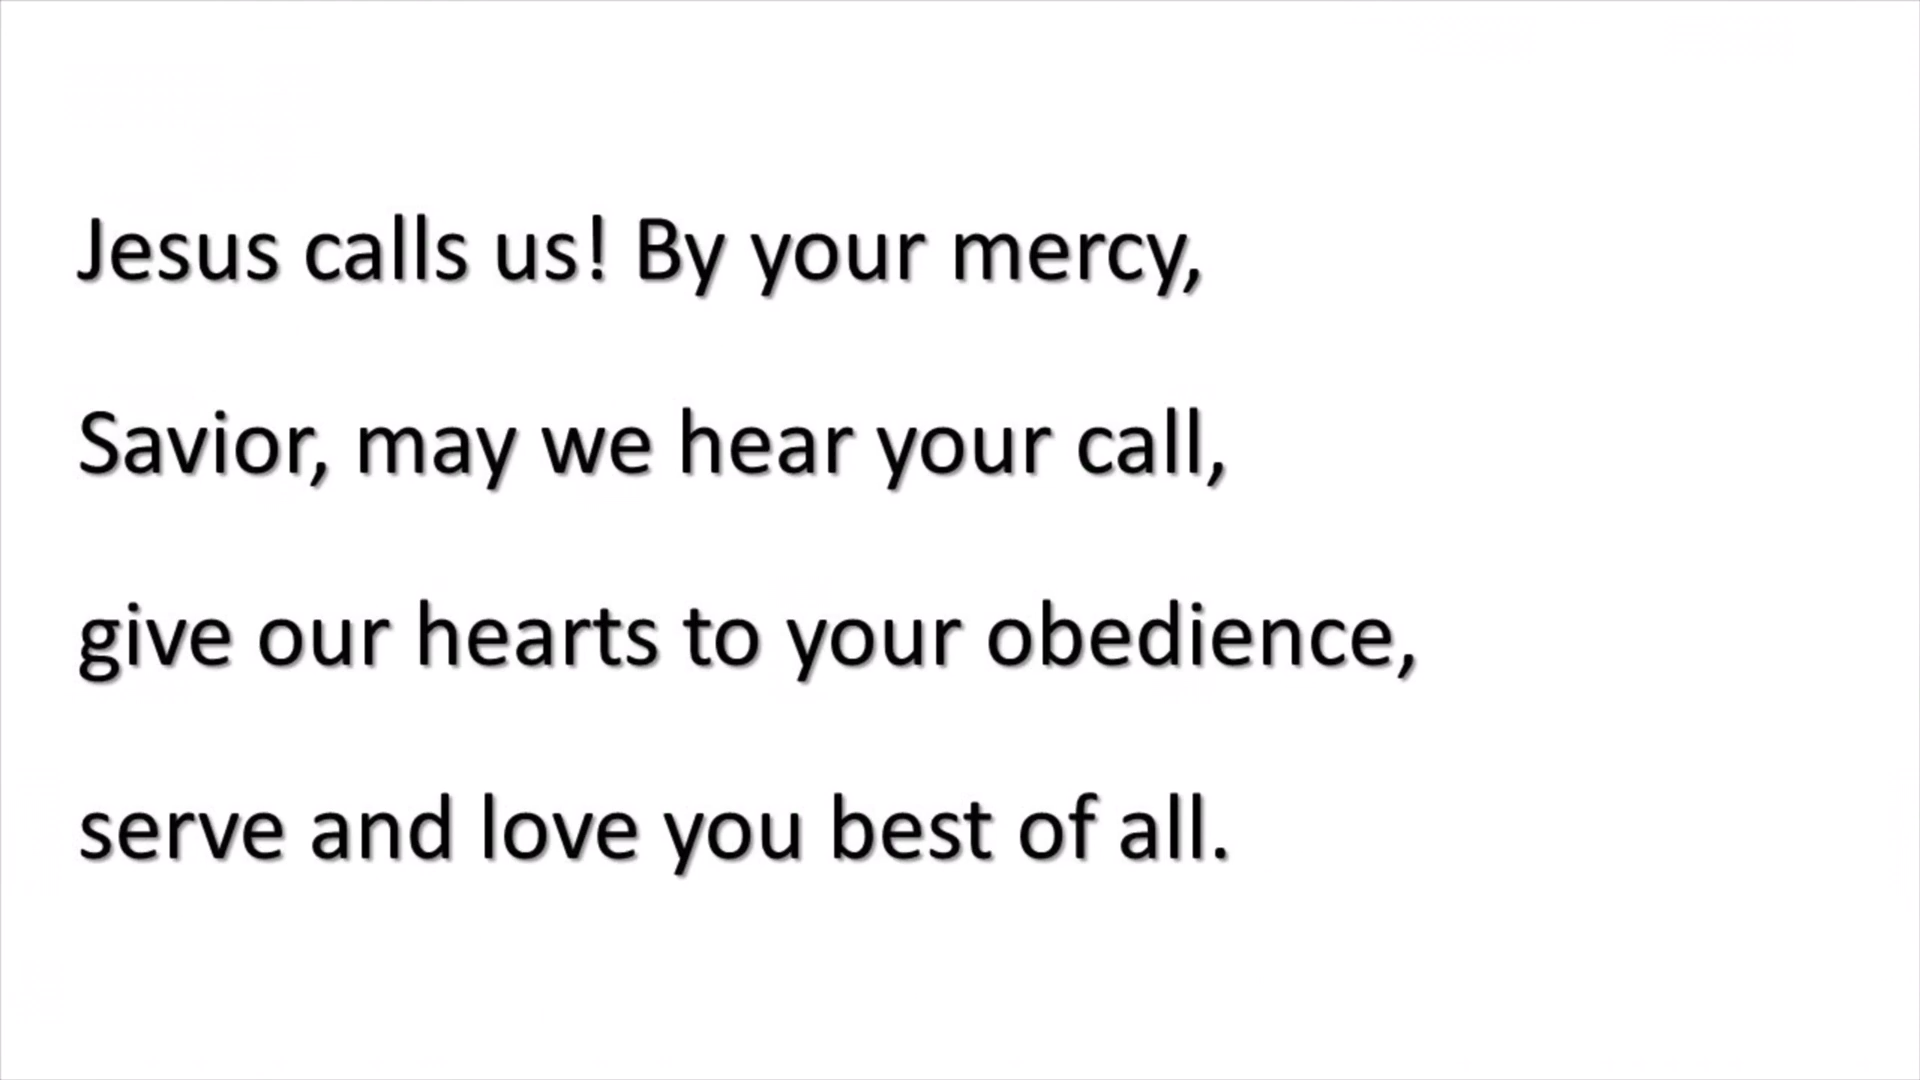 Jesus calls us! By your mercy,
Savior, may we hear your call,
give our hearts to your obedience,
serve and love you best of all.